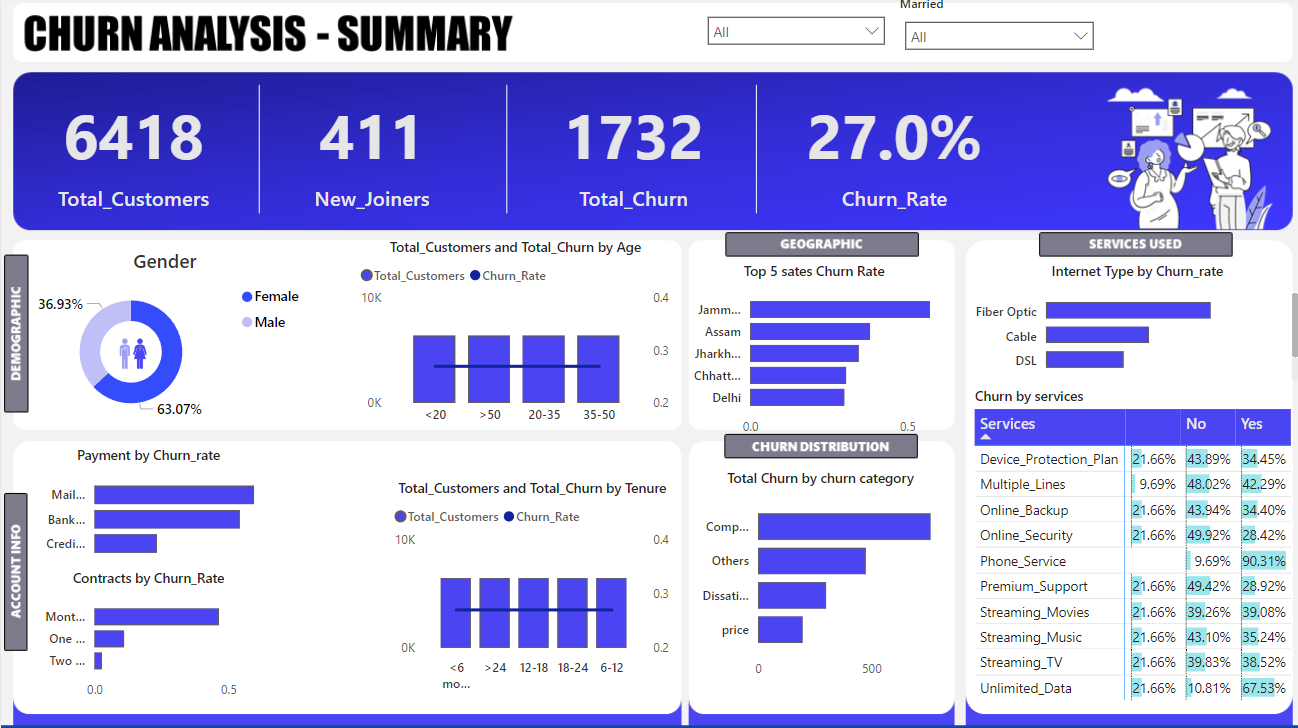 CHURN ANALYSIS - SUMMARY
Married
All
All
6418
Total_Customers
411
New_Joiners
1732
Total_Churn
27.0%
Churn_Rate
DEMOGRAPHIC
Gender
36.93%
63.07%
Female
Male
Total_Customers and Total_Churn by Age
Total_Customers Churn_Rate
10K
0K
0.4
0.3
0.2
<20 >50 20-35 35-50
GEOGRAPHIC
Top 5 sates Churn Rate
Jamm...
Assam
Jharkh...
Chhatt...
Delhi
0.0 0.5
SERVICES USED
Internet Type by Churn_rate
Fiber Optic
Cable
DSL
Churn by services
Services No Yes
Device_Protection_Plan 21.66% 43.89% 34.45%
Multiple_Lines 9.69% 48.02% 42.29%
Online_Backup 21.66% 43.94% 34.40%
Online_Security 21.66% 49.92% 28.42%
Phone_Service 9.69% 90.31%
Premium_Support 21.66% 49.42% 28.92%
Streaming_Movies 21.66% 39.26% 39.08%
Streaming_Music 21.66% 43.10% 35.24%
Streaming_TV 21.66% 39.83% 38.52%
Unlimited_Data 21.66% 10.81% 67.53%
ACCOUNT INFO
Payment by Churn_rate
Mail...
Bank...
Credi...
Contracts by Churn_Rate
Mont...
One ...
Two ...
0.0 0.5
Total_Customers and Total_Churn by Tenure
Total_Customers Churn_Rate
10K
0K
0.4
0.3
0.2
<6 >24 12-18 18-24 6-12
mo...
CHURN DISTRIBUTION
Total Churn by churn category
Comp...
Others
Dissati...
price
0 500